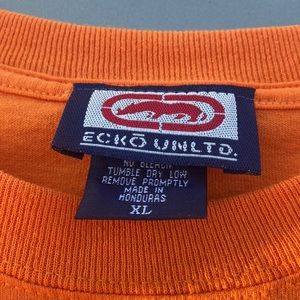 ECKŌ UNLTD.
NO BLEACH
TUMBLE DRY LOW
REMOVE PROMPTLY
MADE IN
HONDURAS
XL